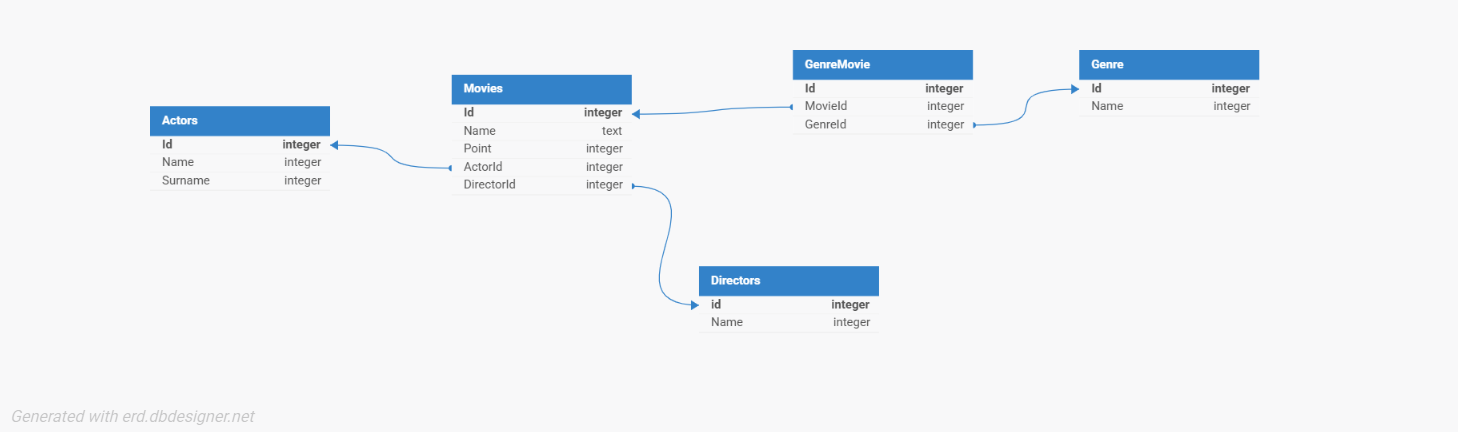 Actors
Id integer
Name integer
Surname integer
Movies
Id integer
Name text
Point integer
ActorId integer
DirectorId integer
GenreMovie
Id integer
MovieId integer
GenreId integer
Genre
Id integer
Name integer
Directors
id integer
Name integer
Generated with erd.dbdesigner.net